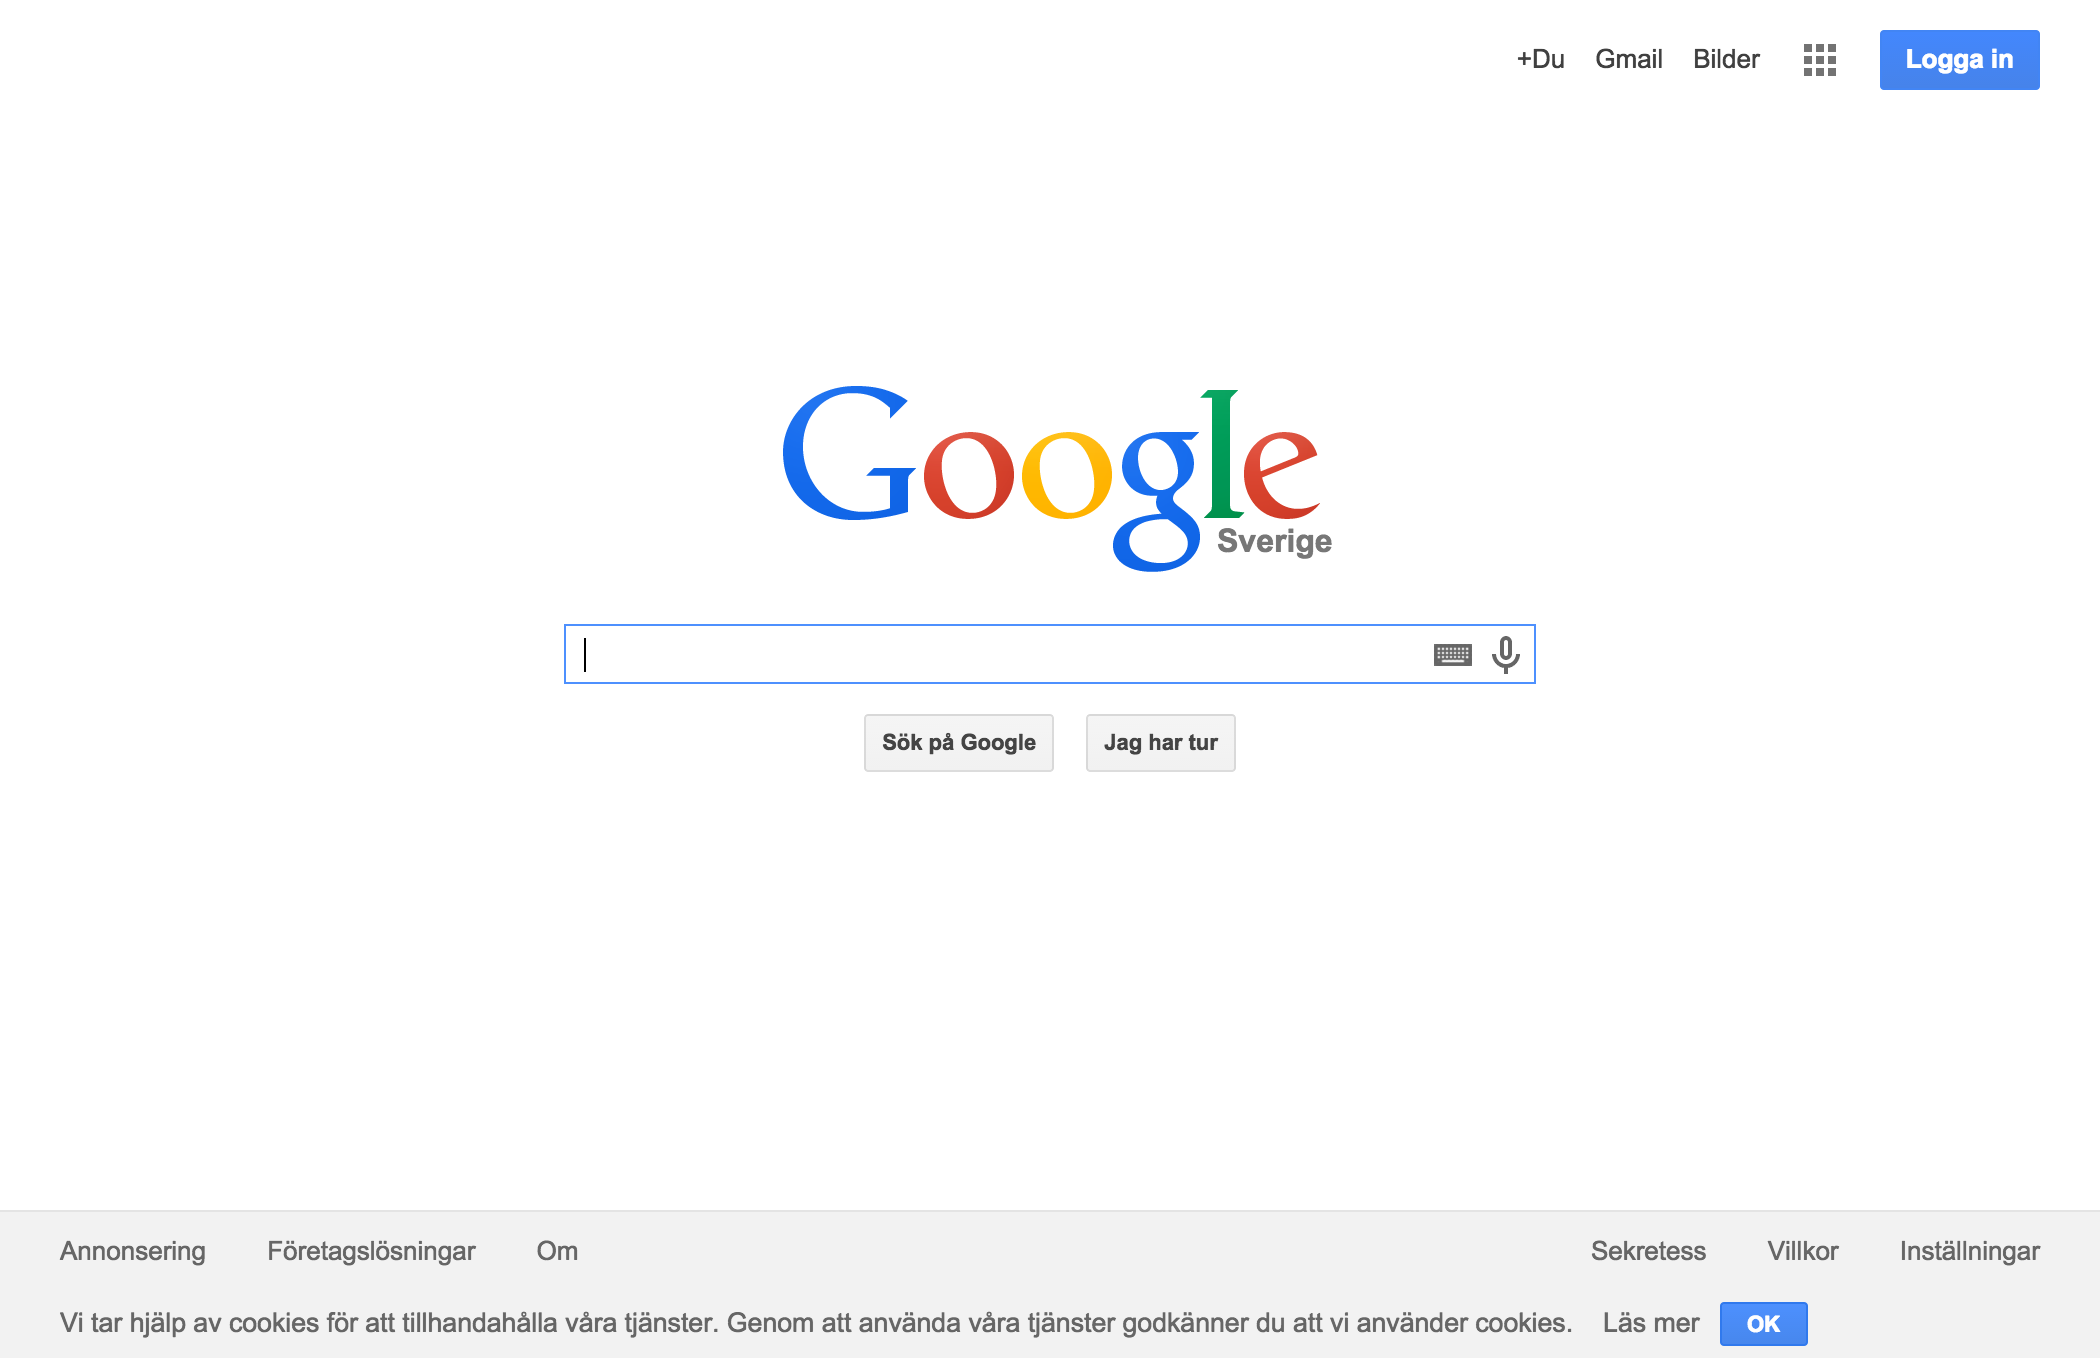 +Du Gmail Bilder Logga in
Google
Sverige
Sök på Google Jag har tur
Annonsering Företagslösningar Om Sekretess Villkor Inställningar
Vi tar hjälp av cookies för att tillhandahålla våra tjänster. Genom att använda våra tjänster godkänner du att vi använder cookies. Läs mer OK